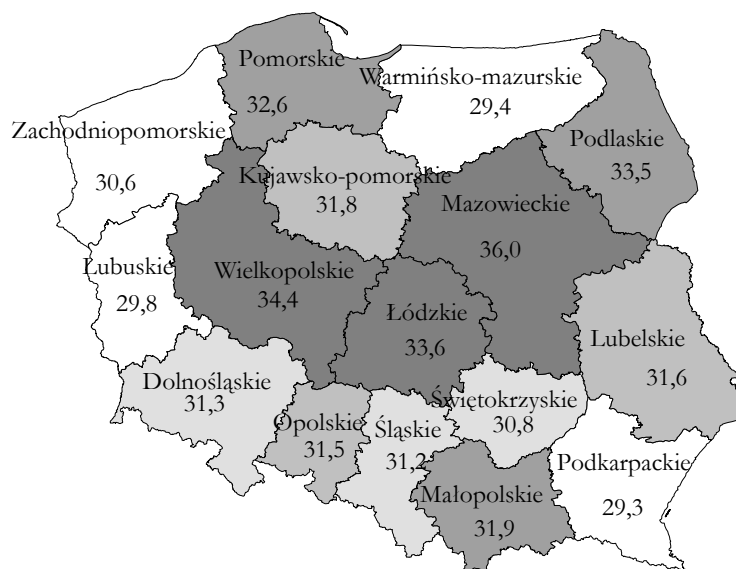 Pomorskie
32,6
Warmińsko-mazurskie
29,4
Zachodniopomorskie
30,6
Podlaskie
33,5
Kujawsko-pomorskie
31,8
Mazowieckie
36,0
Łubuskie
29,8
Wielkopolskie
34,4
Łódzkie
33,6
Lubelskie
31,6
Dolnośląskie
31,3
Świętokrzyskie
30,8
Opolskie
31,5
Śląskie
31,2
Podkarpackie
29,3
Małopolskie
31,9